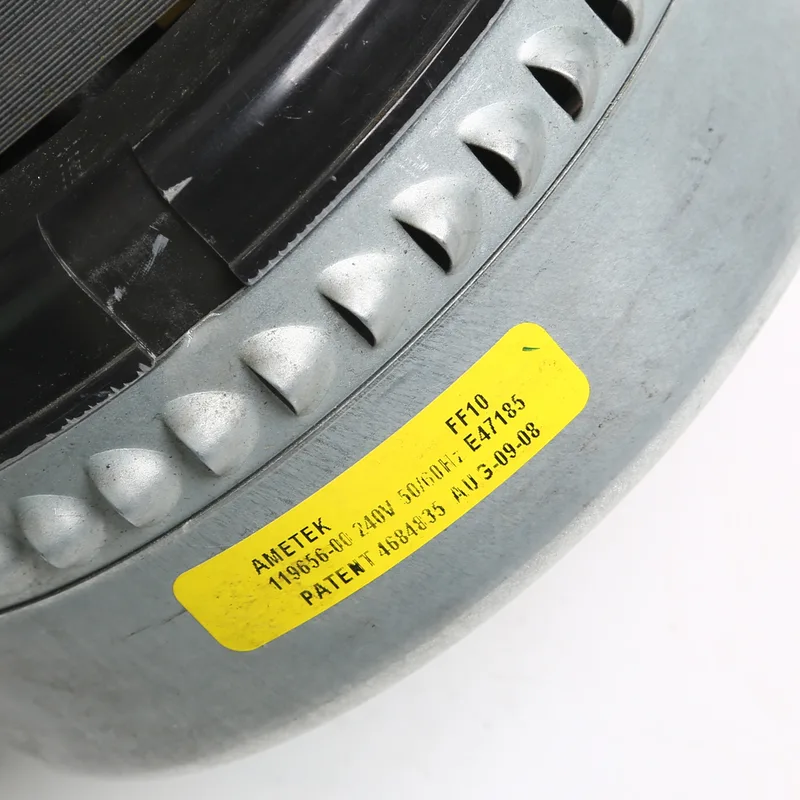 AMETEK FF10
119656-00 240V 50/60Hz E47185
PATENT 4684835 AUG-09-08